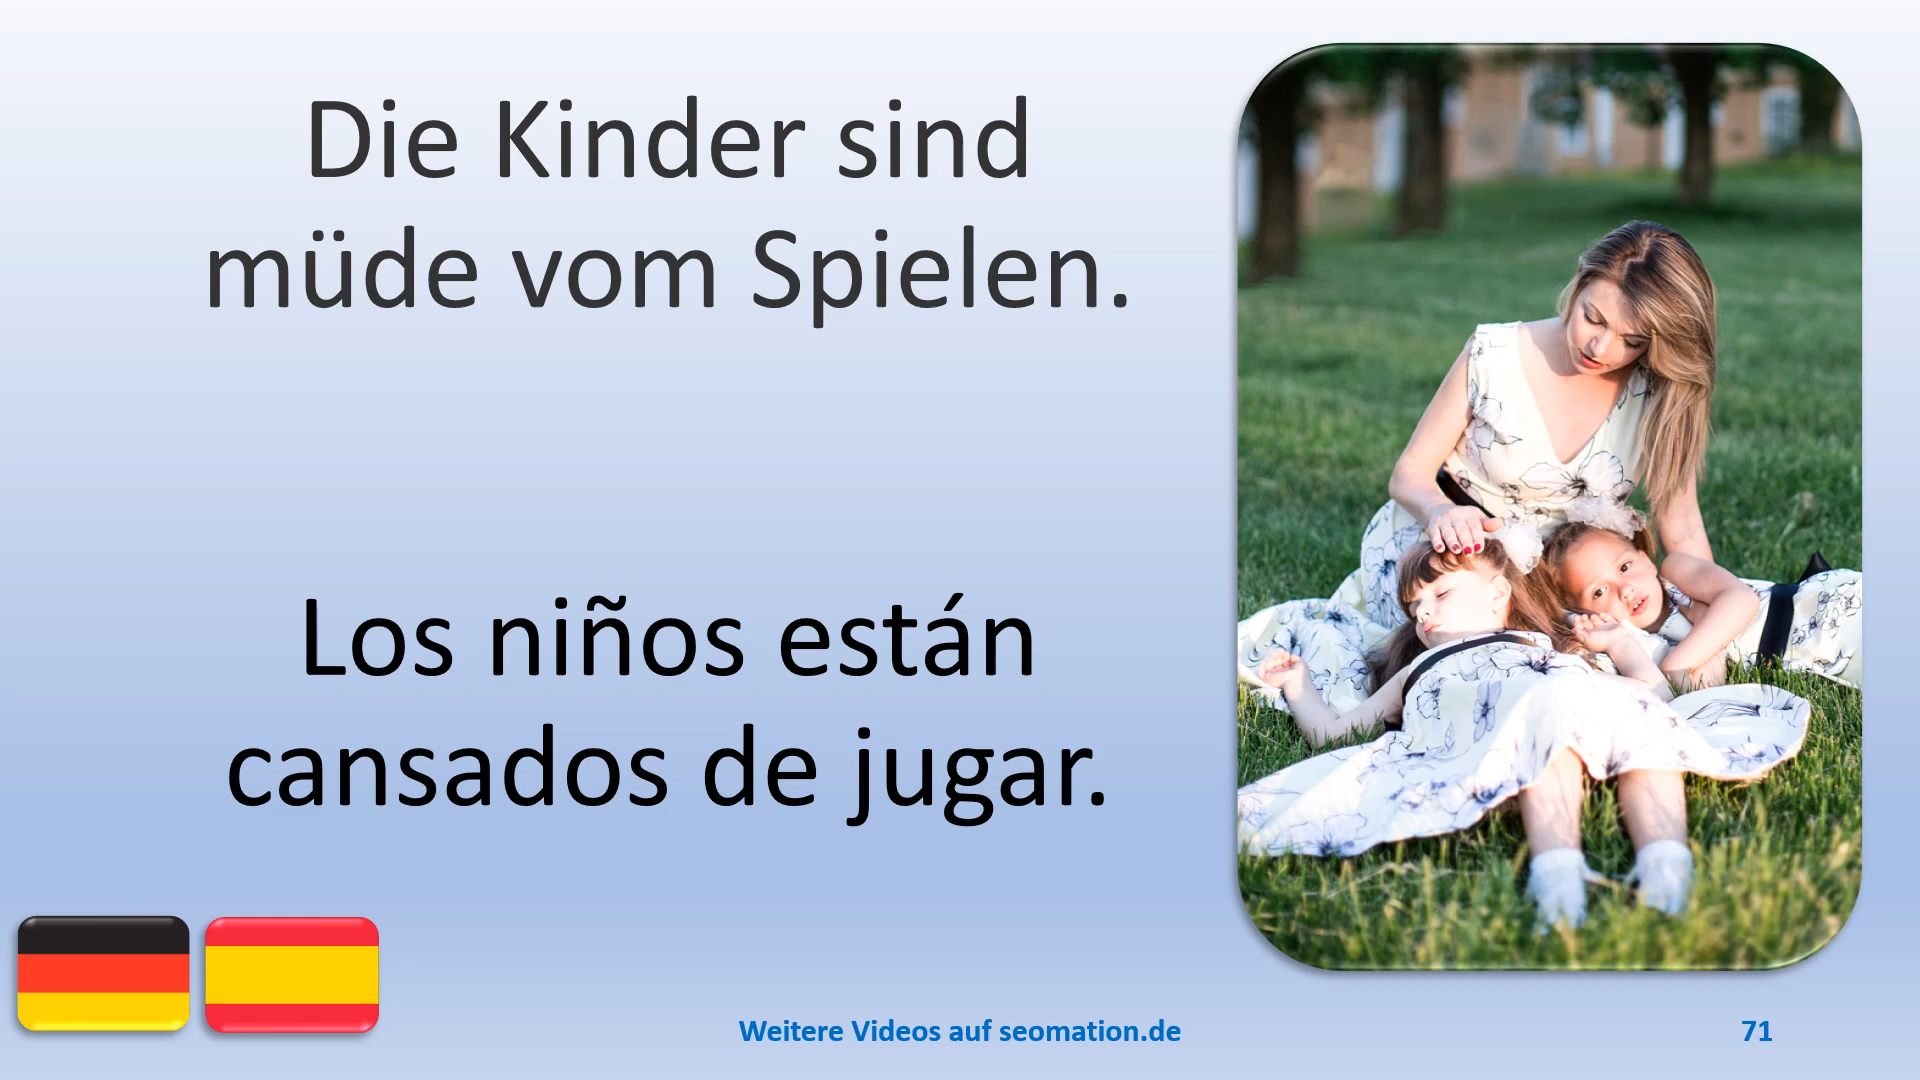 Die Kinder sind
müde vom Spielen.
Los niños están
cansados de jugar.
Weitere Videos auf seomation.de
71